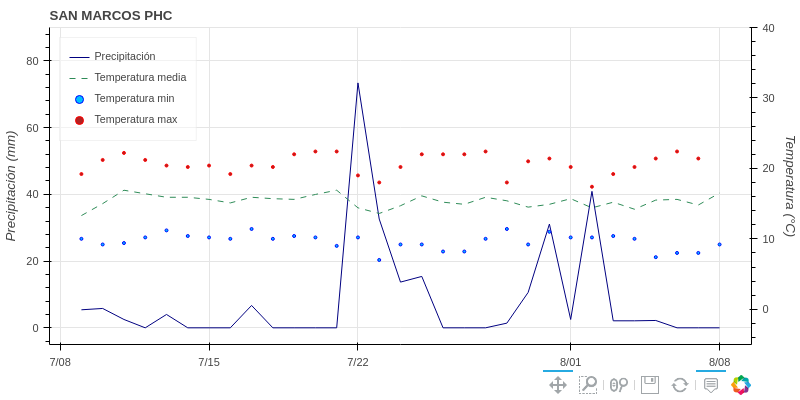 SAN MARCOS PHC
Precipitación
Temperatura media
Temperatura min
Temperatura max
80
60
40
20
0
Precipitación (mm)
40
30
20
10
0
Temperatura (°C)
7/08
7/15
7/22
8/01
8/08